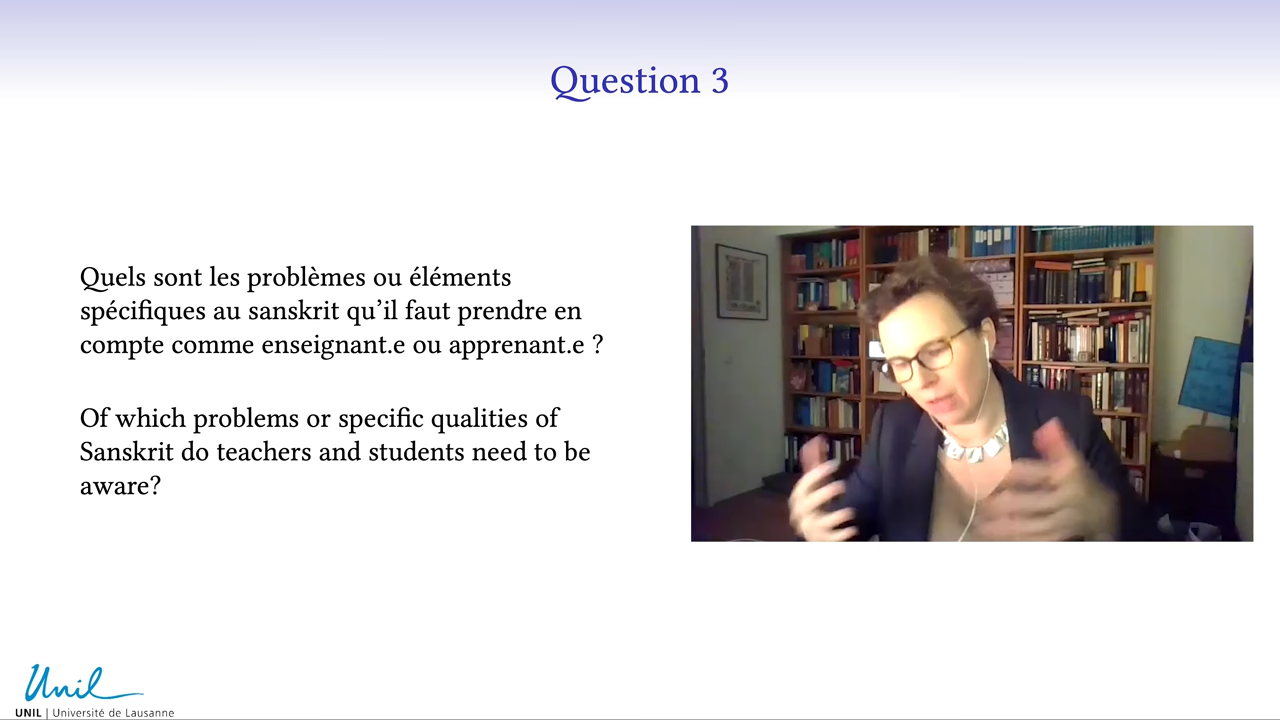 Question 3
Quels sont les problèmes ou éléments
spécifiques au sanskrit qu’il faut prendre en
compte comme enseignant.e ou apprenant.e ?
Of which problems or specific qualities of
Sanskrit do teachers and students need to be
aware?
Unil
UNIL | Université de Lausanne